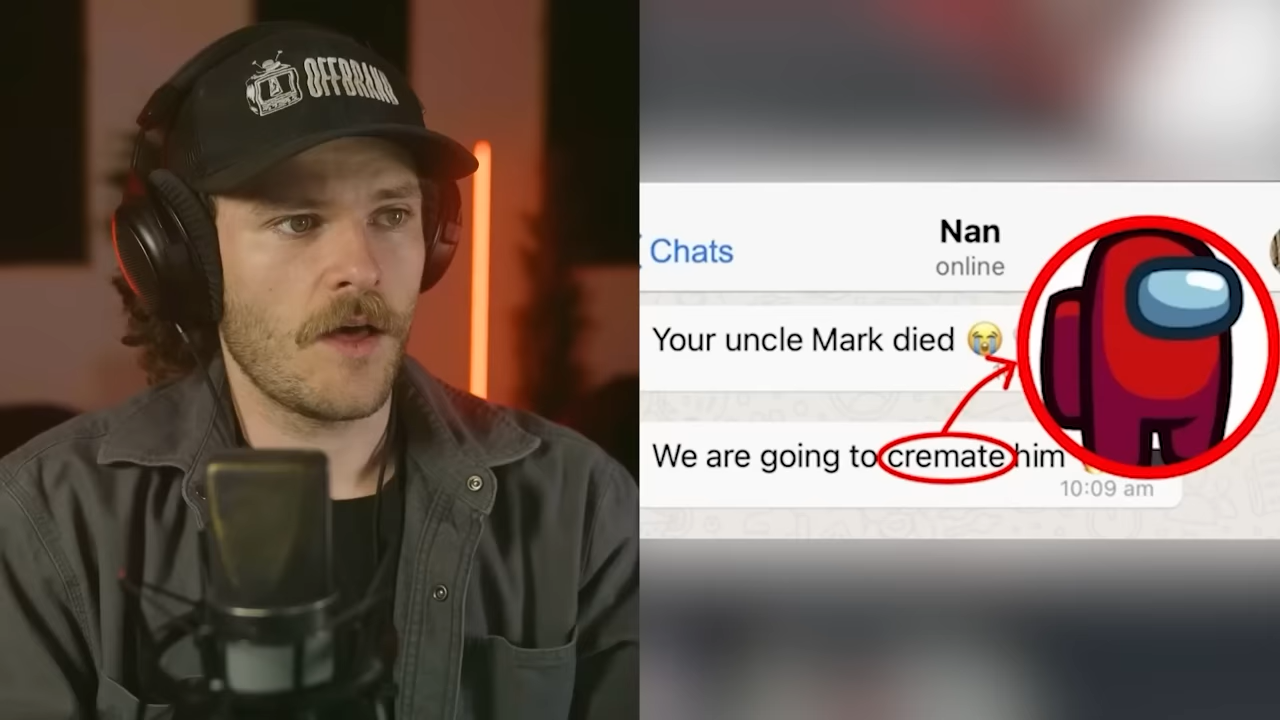 OFFBRAND
Chats
Nan
online
Your uncle Mark died 😭
We are going to cremate him
10:09 am